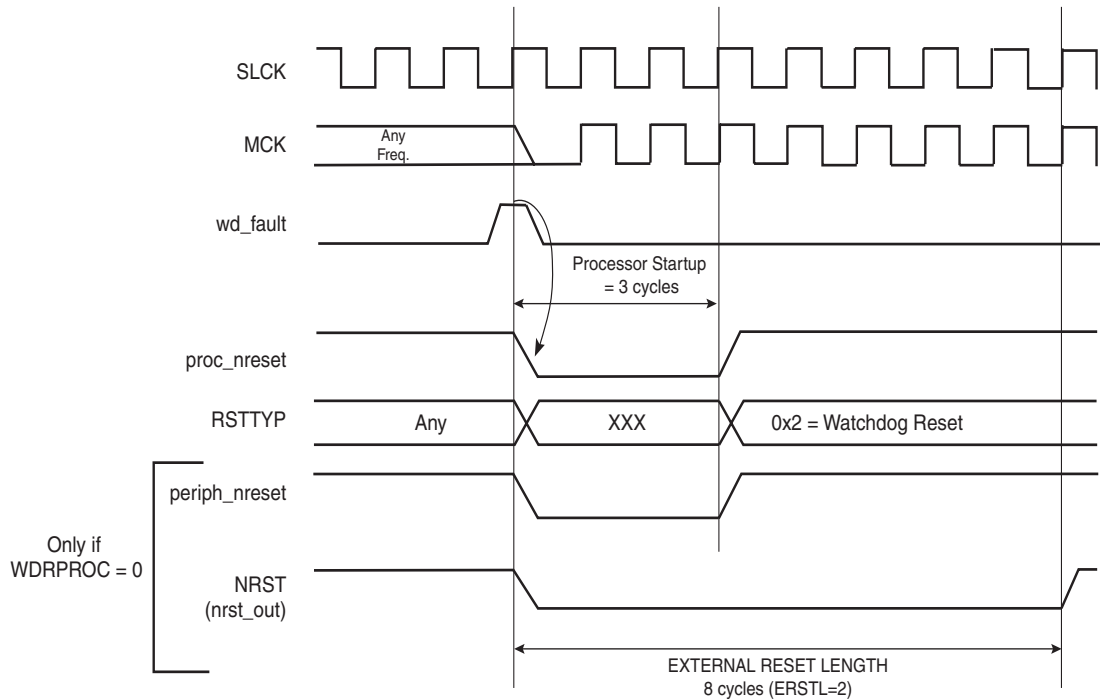 SLCK
MCK
Any
Freq.
wd_fault
Processor Startup
= 3 cycles
proc_nreset
RSTTYP
Any
XXX
0x2 = Watchdog Reset
periph_nreset
Only if
WDRPROC = 0
NRST
(nrst_out)
EXTERNAL RESET LENGTH
8 cycles (ERSTL=2)